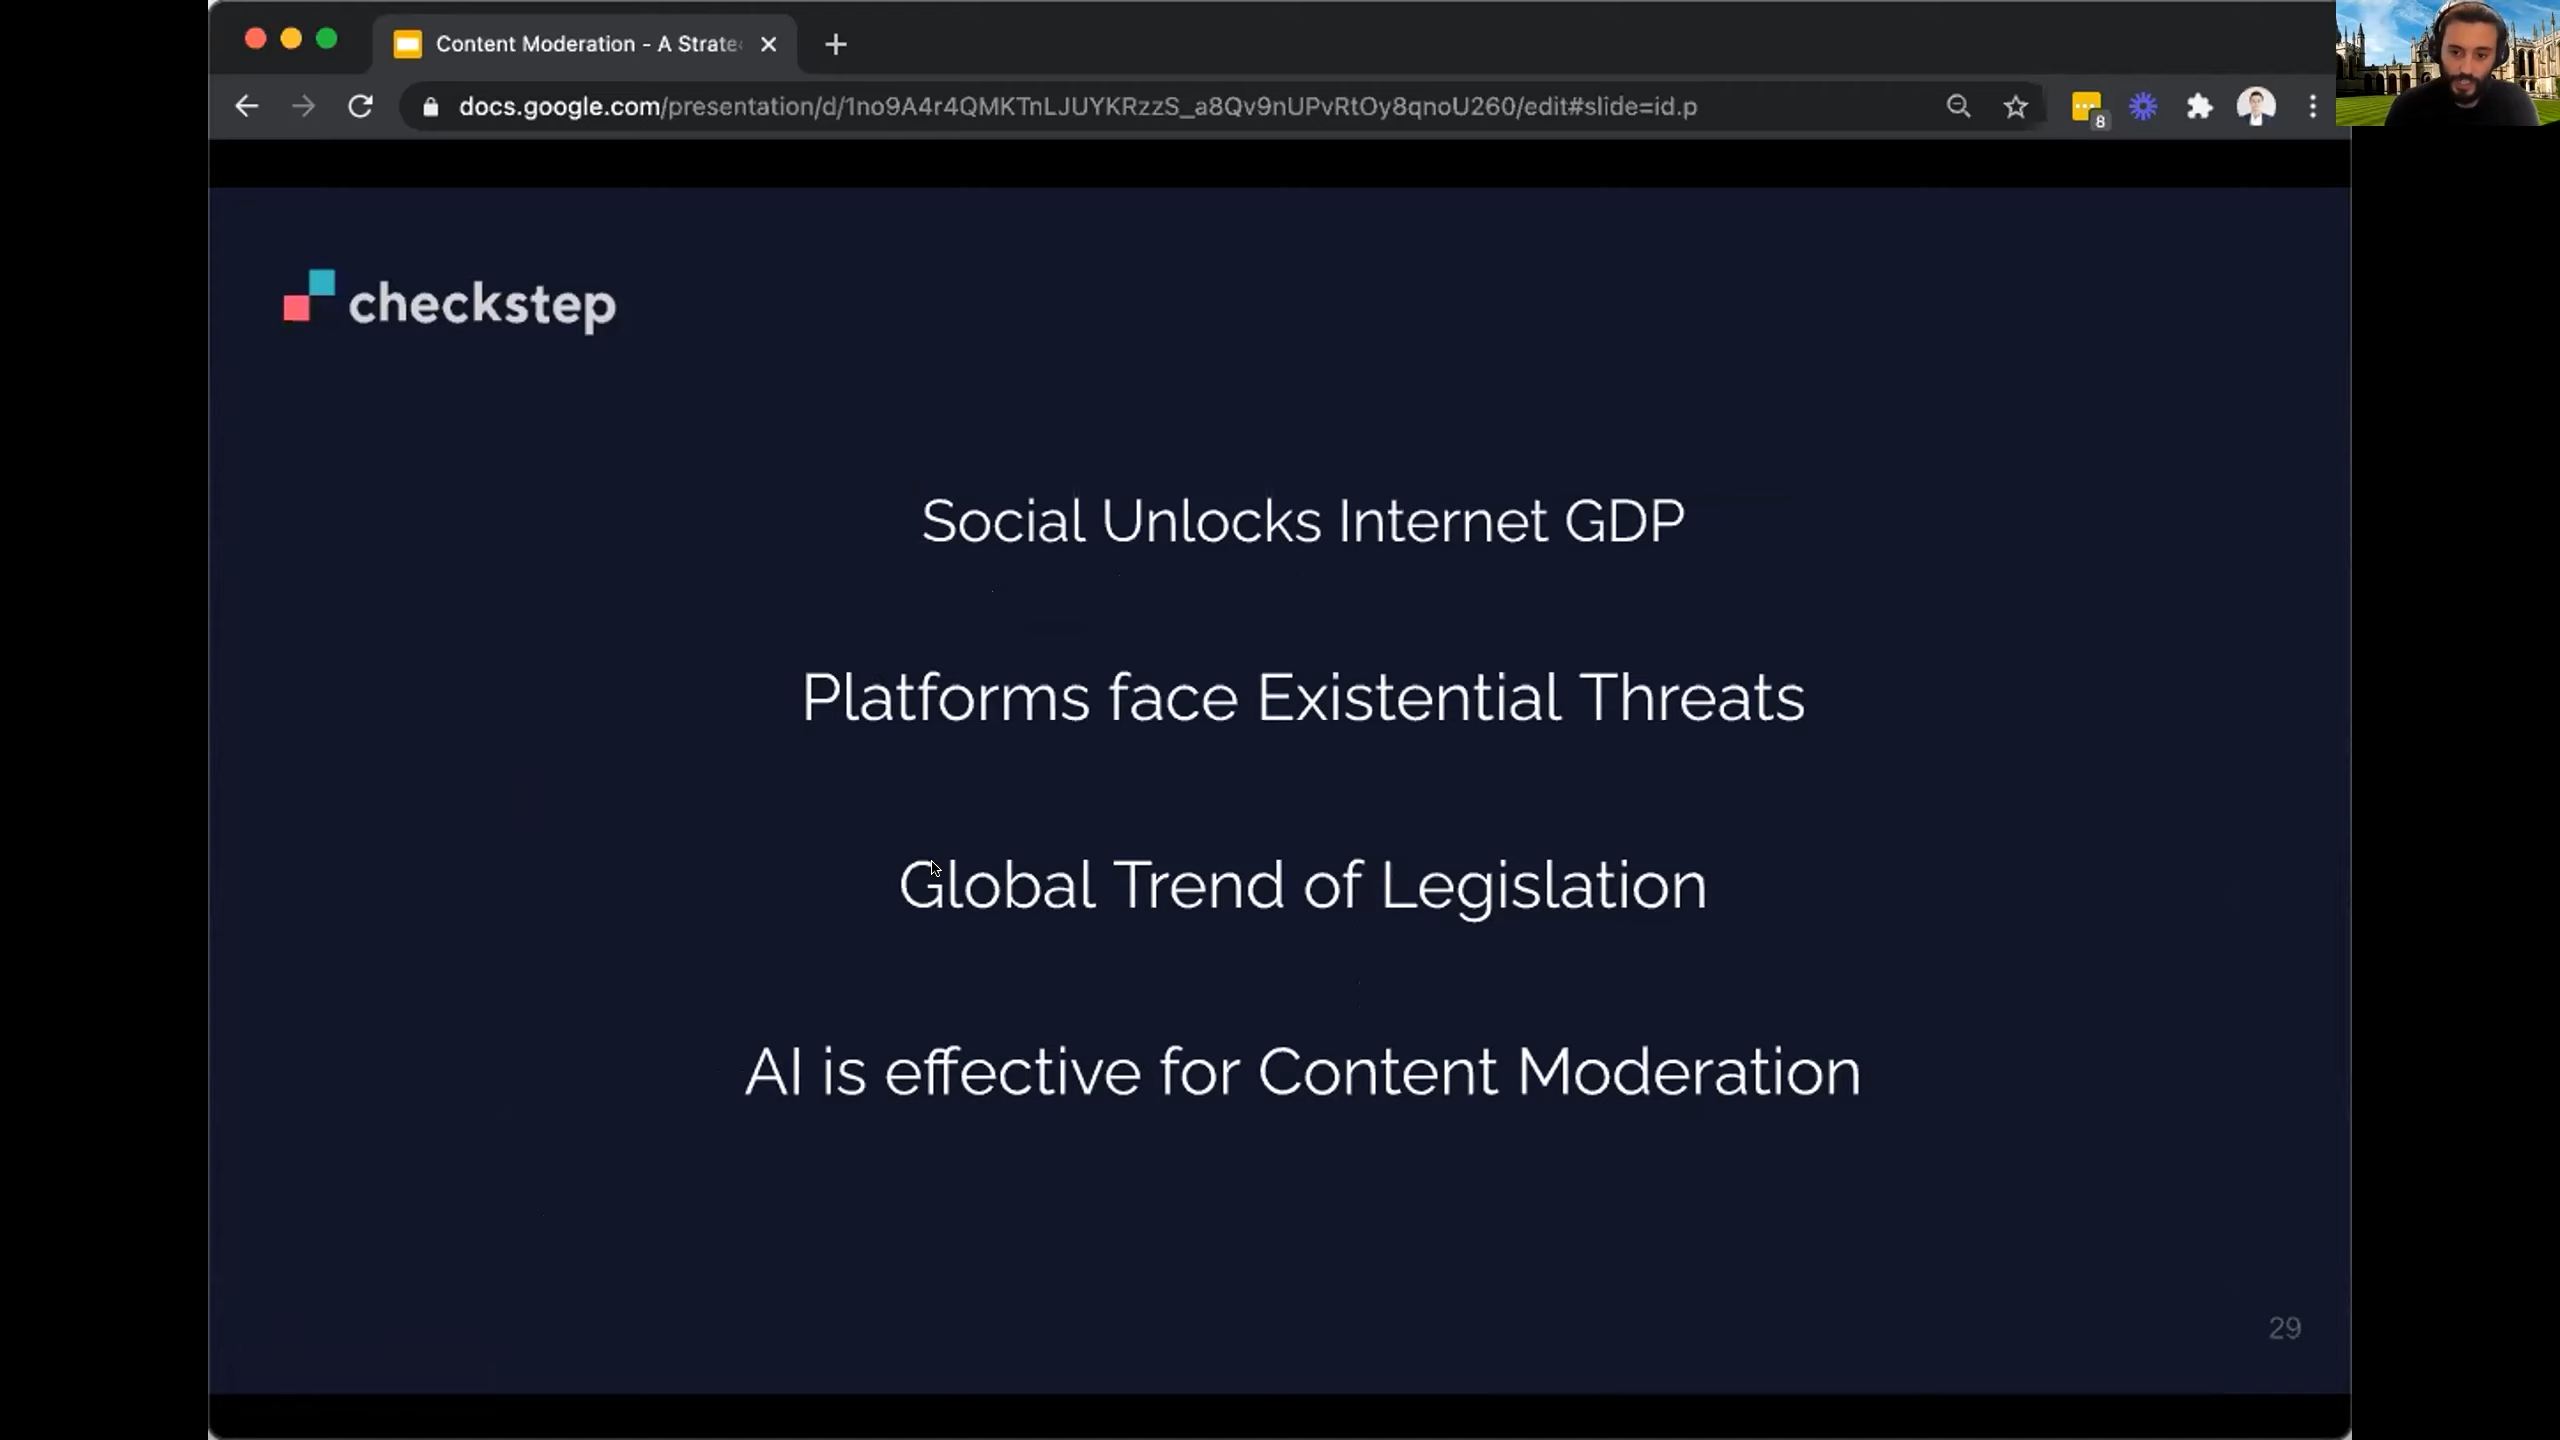 Content Moderation - A Strate
docs.google.com/presentation/d/1no9A4r4QMKTnLJUYKRzzS_a8Qv9nUPvRtOy8qnoU260/edit#slide=id.p
8
checkstep
Social Unlocks Internet GDP
Platforms face Existential Threats
Global Trend of Legislation
AI is effective for Content Moderation
29